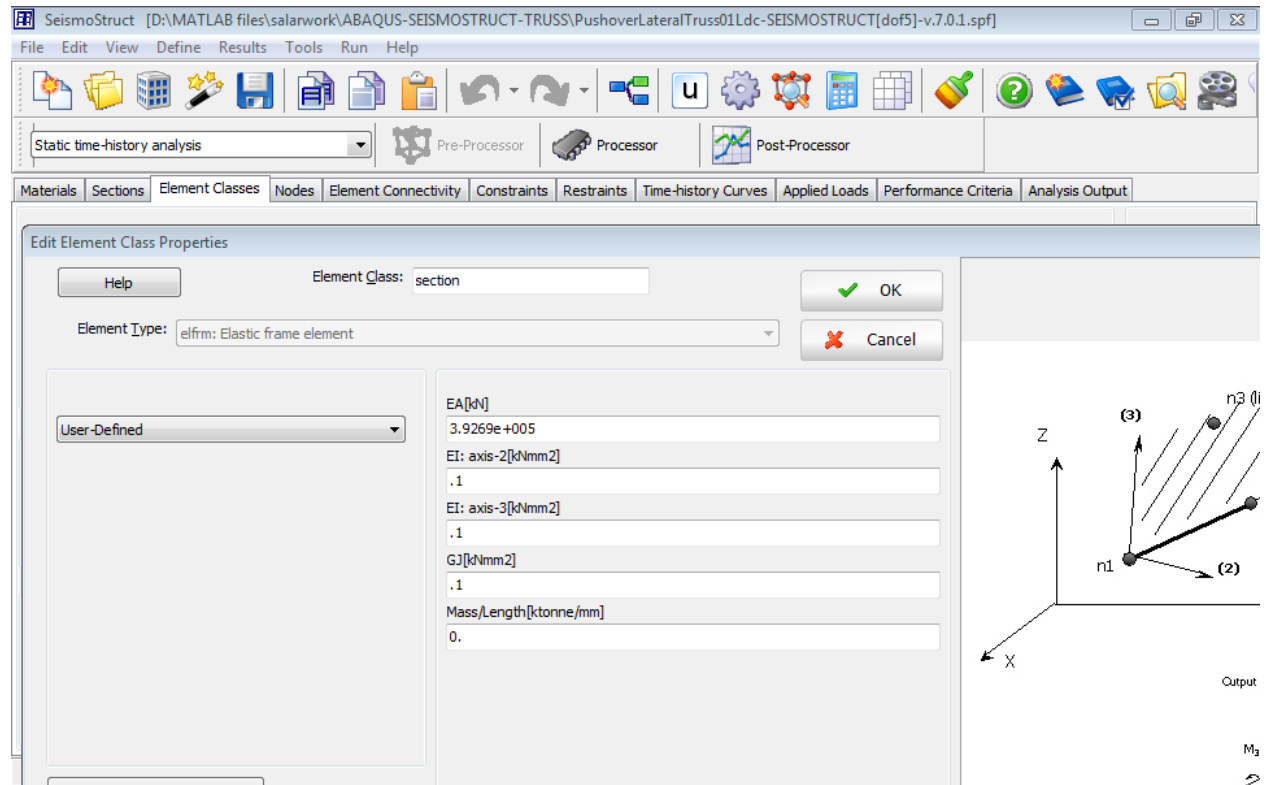 SeismoStruct [D:\MATLAB files\salarwork\ABAQUS-SEISMOSTRUCT-TRUSS\PushoverLateralTruss01Ldc-SEISMOSTRUCT[dof5]-v.7.0.1.spf]
File Edit View Define Results Tools Run Help
u
Static time-history analysis Pre-Processor Processor Post-Processor
Materials Sections Element Classes Nodes Element Connectivity Constraints Restraints Time-history Curves Applied Loads Performance Criteria Analysis Output
Edit Element Class Properties
Help Element Class: section OK
Element Type: elfrm: Elastic frame element Cancel
User-Defined
EA[kN]
3.9269e+005
EI: axis-2[kNmm2]
.1
EI: axis-3[kNmm2]
.1
GJ[kNmm2]
.1
Mass/Length[ktonne/mm]
0.
n3 (li
(3)
Z
n1
(2)
X
Output
M3